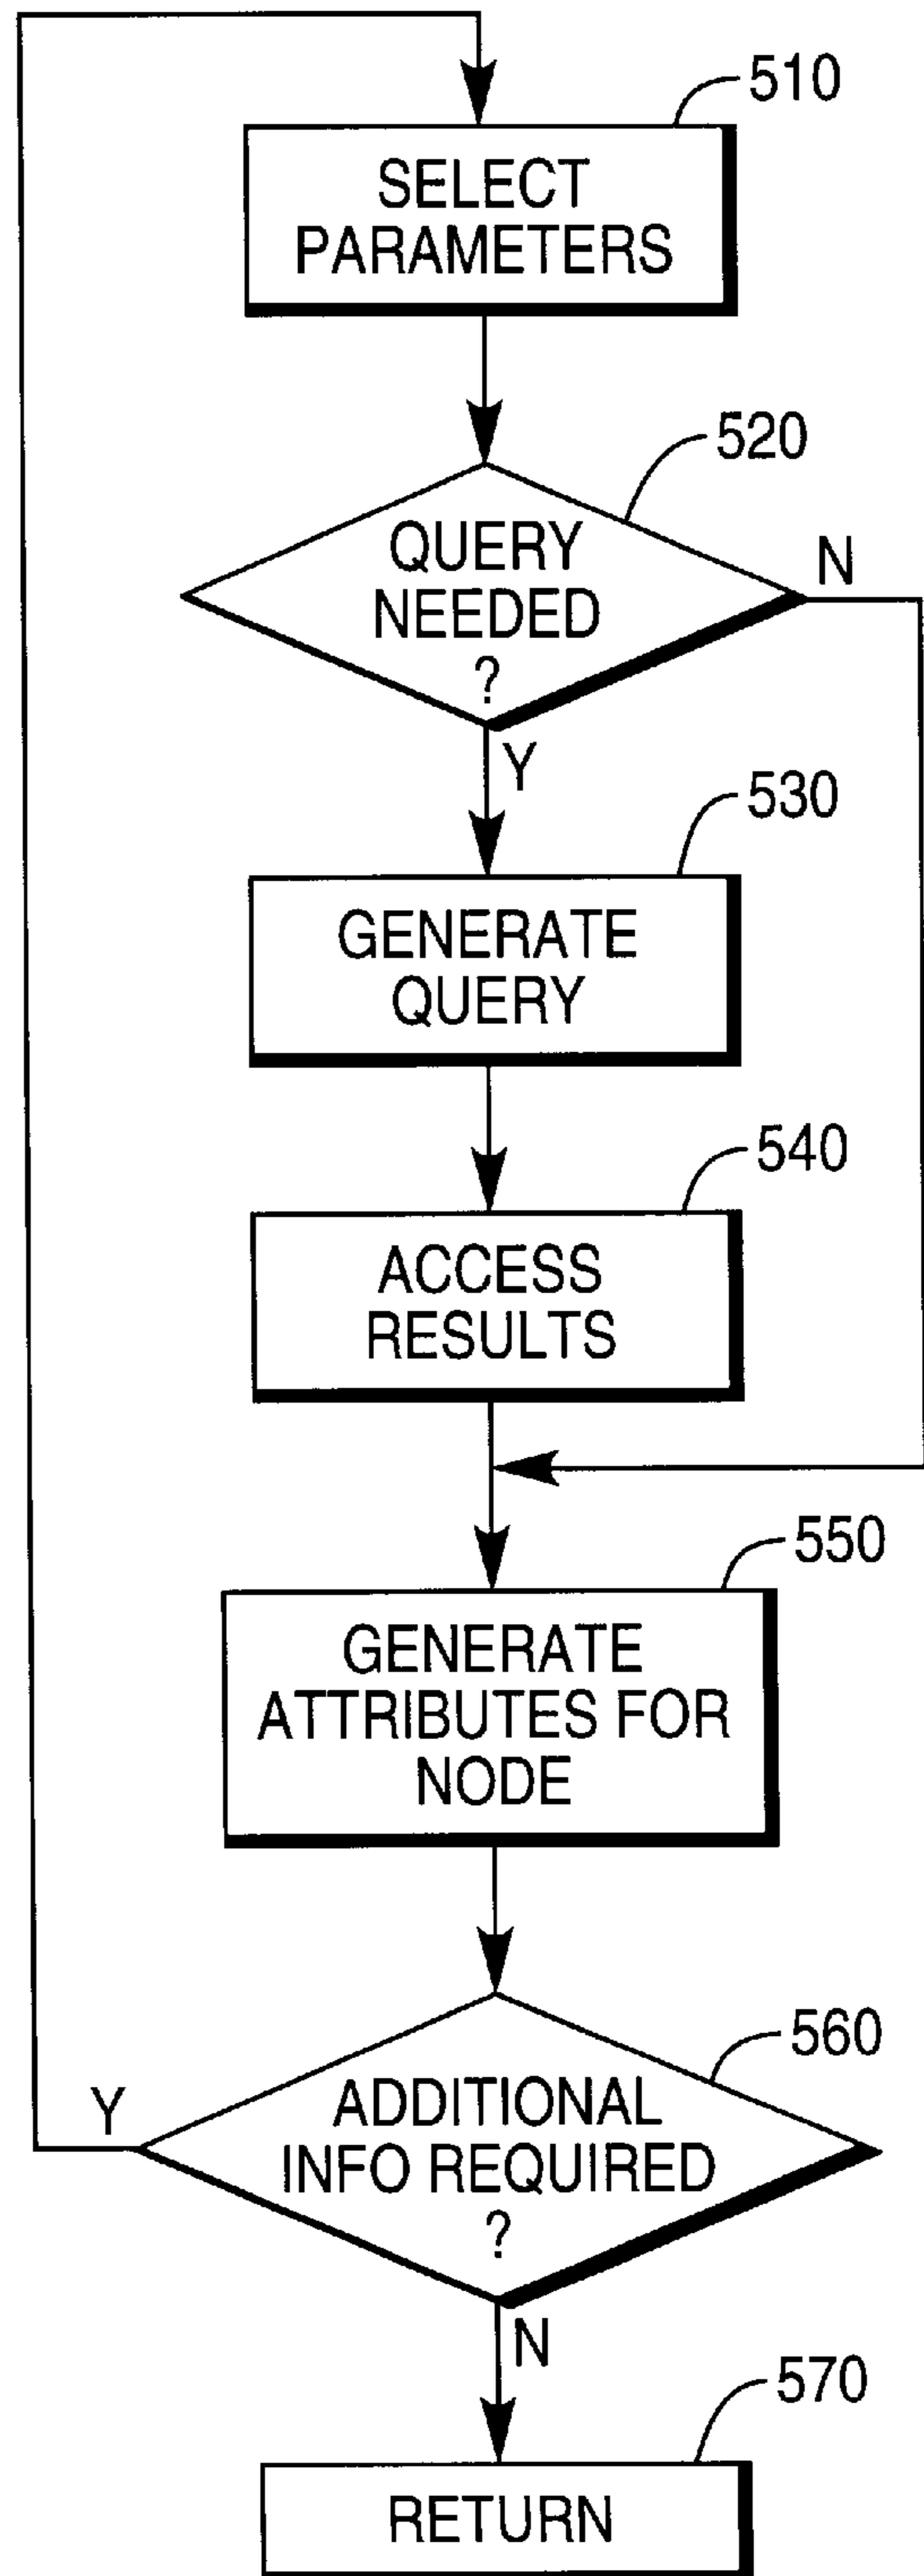 510
SELECT
PARAMETERS
520
QUERY
NEEDED
?
N
Y
530
GENERATE
QUERY
540
ACCESS
RESULTS
550
GENERATE
ATTRIBUTES FOR
NODE
560
Y
ADDITIONAL
INFO REQUIRED
?
N
570
RETURN